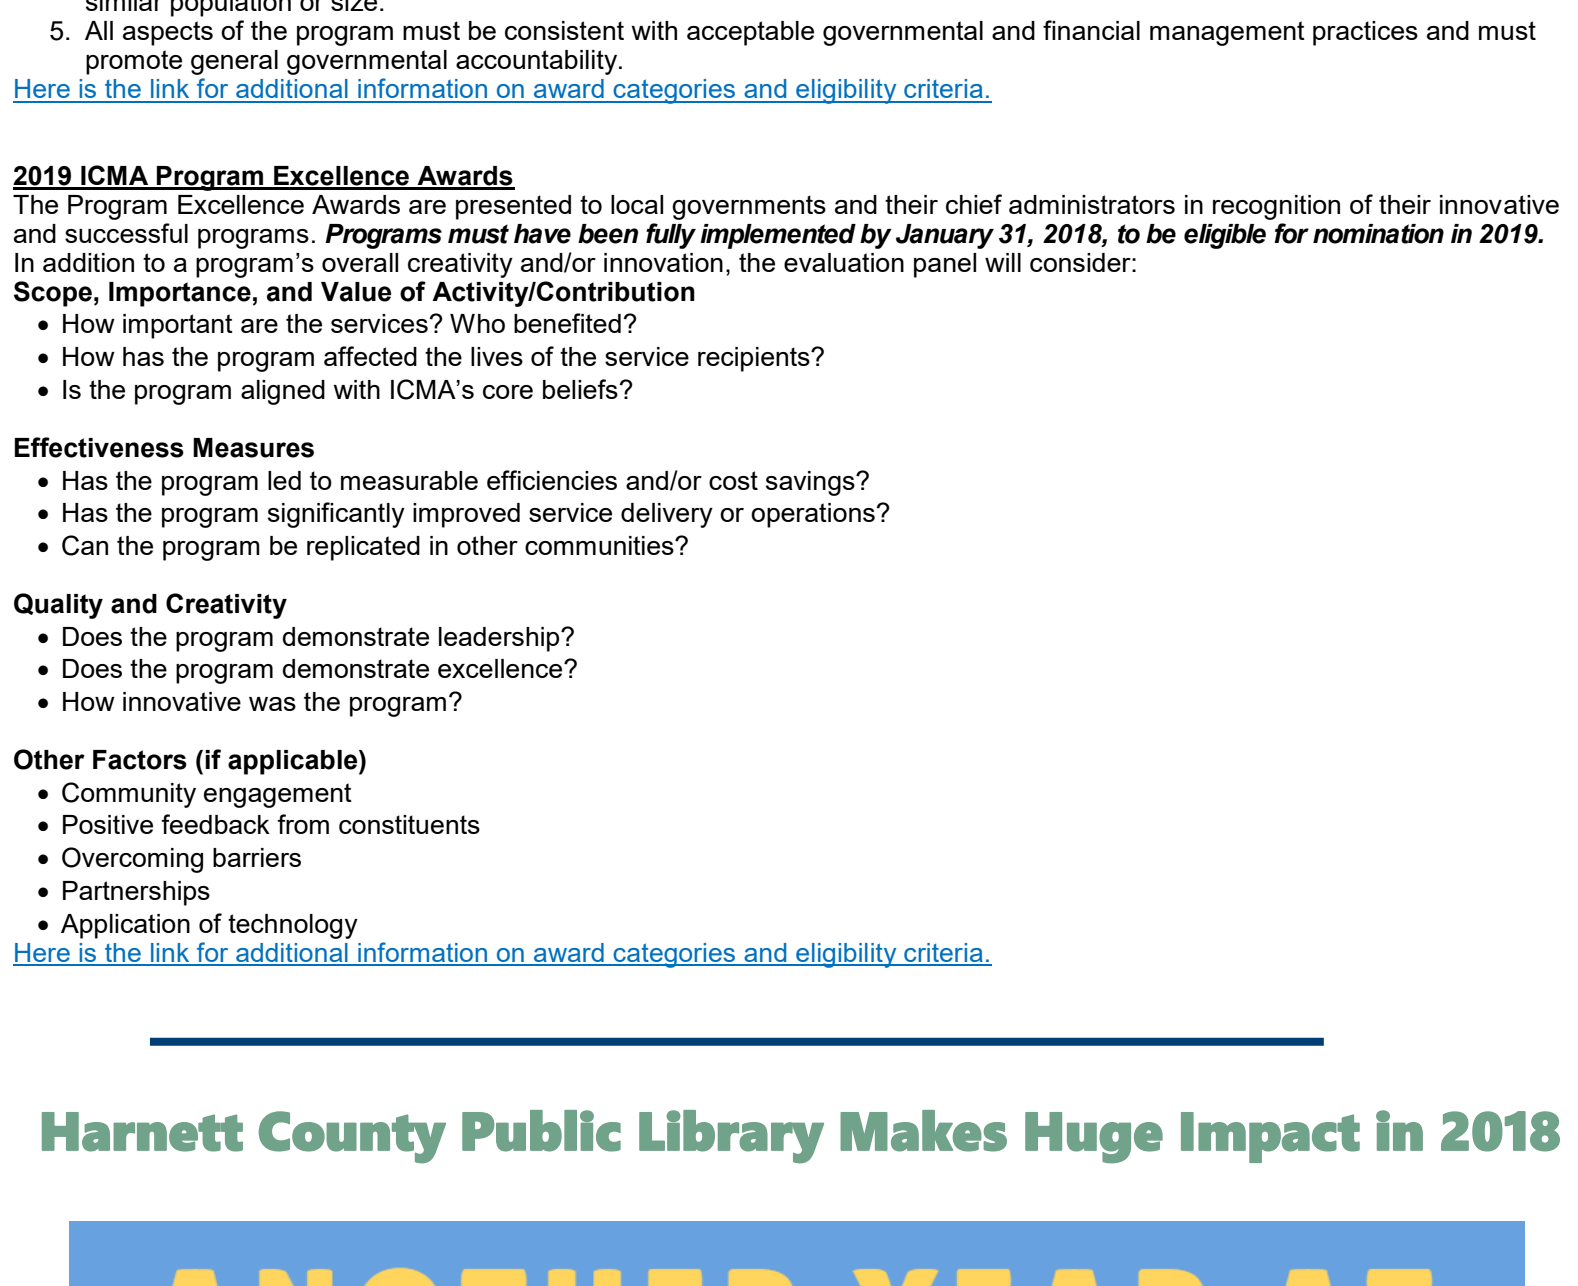 similar population or size.
5. All aspects of the program must be consistent with acceptable governmental and financial management practices and must
promote general governmental accountability.
Here is the link for additional information on award categories and eligibility criteria.
2019 ICMA Program Excellence Awards
The Program Excellence Awards are presented to local governments and their chief administrators in recognition of their innovative
and successful programs. Programs must have been fully implemented by January 31, 2018, to be eligible for nomination in 2019.
In addition to a program’s overall creativity and/or innovation, the evaluation panel will consider:
Scope, Importance, and Value of Activity/Contribution
• How important are the services? Who benefited?
• How has the program affected the lives of the service recipients?
• Is the program aligned with ICMA’s core beliefs?
Effectiveness Measures
• Has the program led to measurable efficiencies and/or cost savings?
• Has the program significantly improved service delivery or operations?
• Can the program be replicated in other communities?
Quality and Creativity
• Does the program demonstrate leadership?
• Does the program demonstrate excellence?
• How innovative was the program?
Other Factors (if applicable)
• Community engagement
• Positive feedback from constituents
• Overcoming barriers
• Partnerships
• Application of technology
Here is the link for additional information on award categories and eligibility criteria.
Harnett County Public Library Makes Huge Impact in 2018
ANOTHER YEAR AT